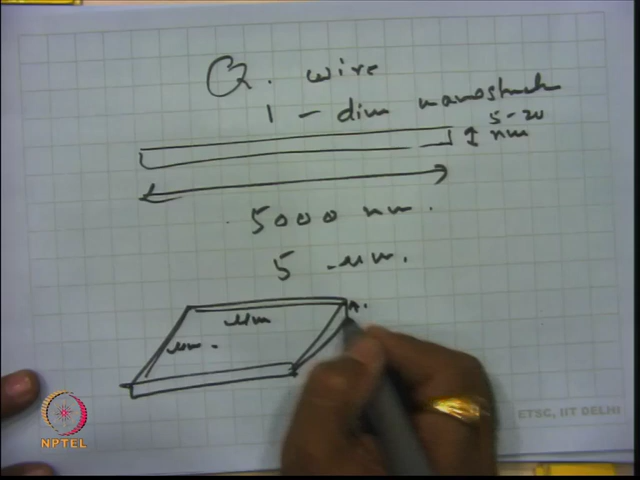 Q. wire
1 - dim nanostruct
5-20
nm
5000 nm.
5 μm.
μm
μm.
ETSC, IIT DELHI
NPTEL